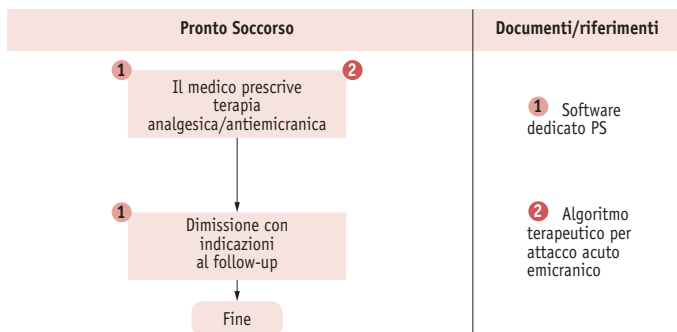 Pronto Soccorso
Documenti/riferimenti
1
2
Il medico prescrive
terapia
analgesica/antiemicranica
1 Software
dedicato PS
1
Dimissione con
indicazioni
al follow-up
2 Algoritmo
terapeutico per
attacco acuto
emicranico
Fine